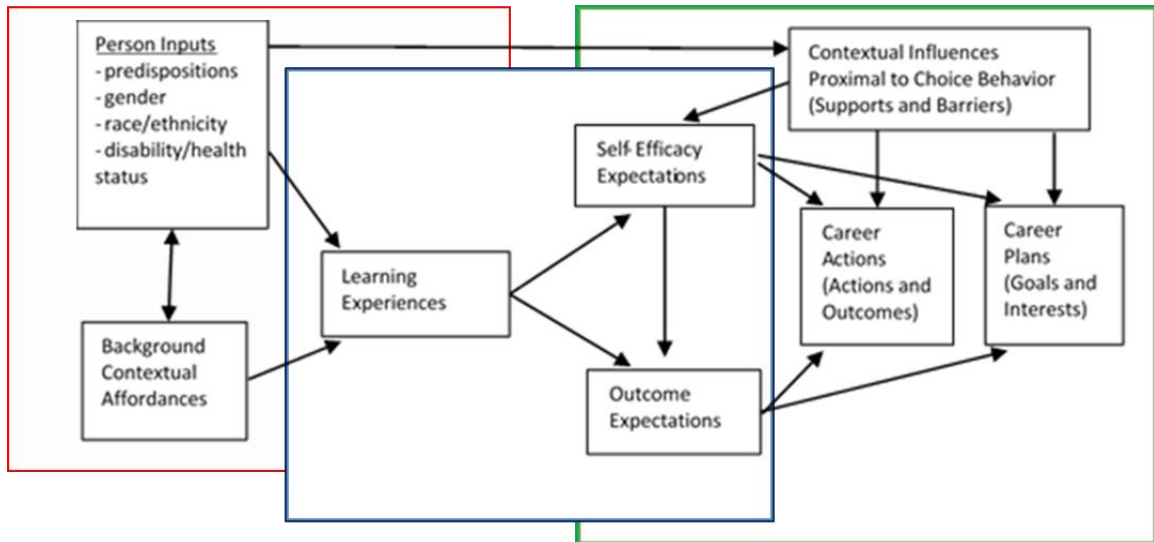 Person Inputs
- predispositions
- gender
- race/ethnicity
- disability/health
status
Contextual Influences
Proximal to Choice Behavior
(Supports and Barriers)
Self-Efficacy
Expectations
Learning
Experiences
Career
Actions
(Actions and
Outcomes)
Career
Plans
(Goals and
Interests)
Background
Contextual
Affordances
Outcome
Expectations